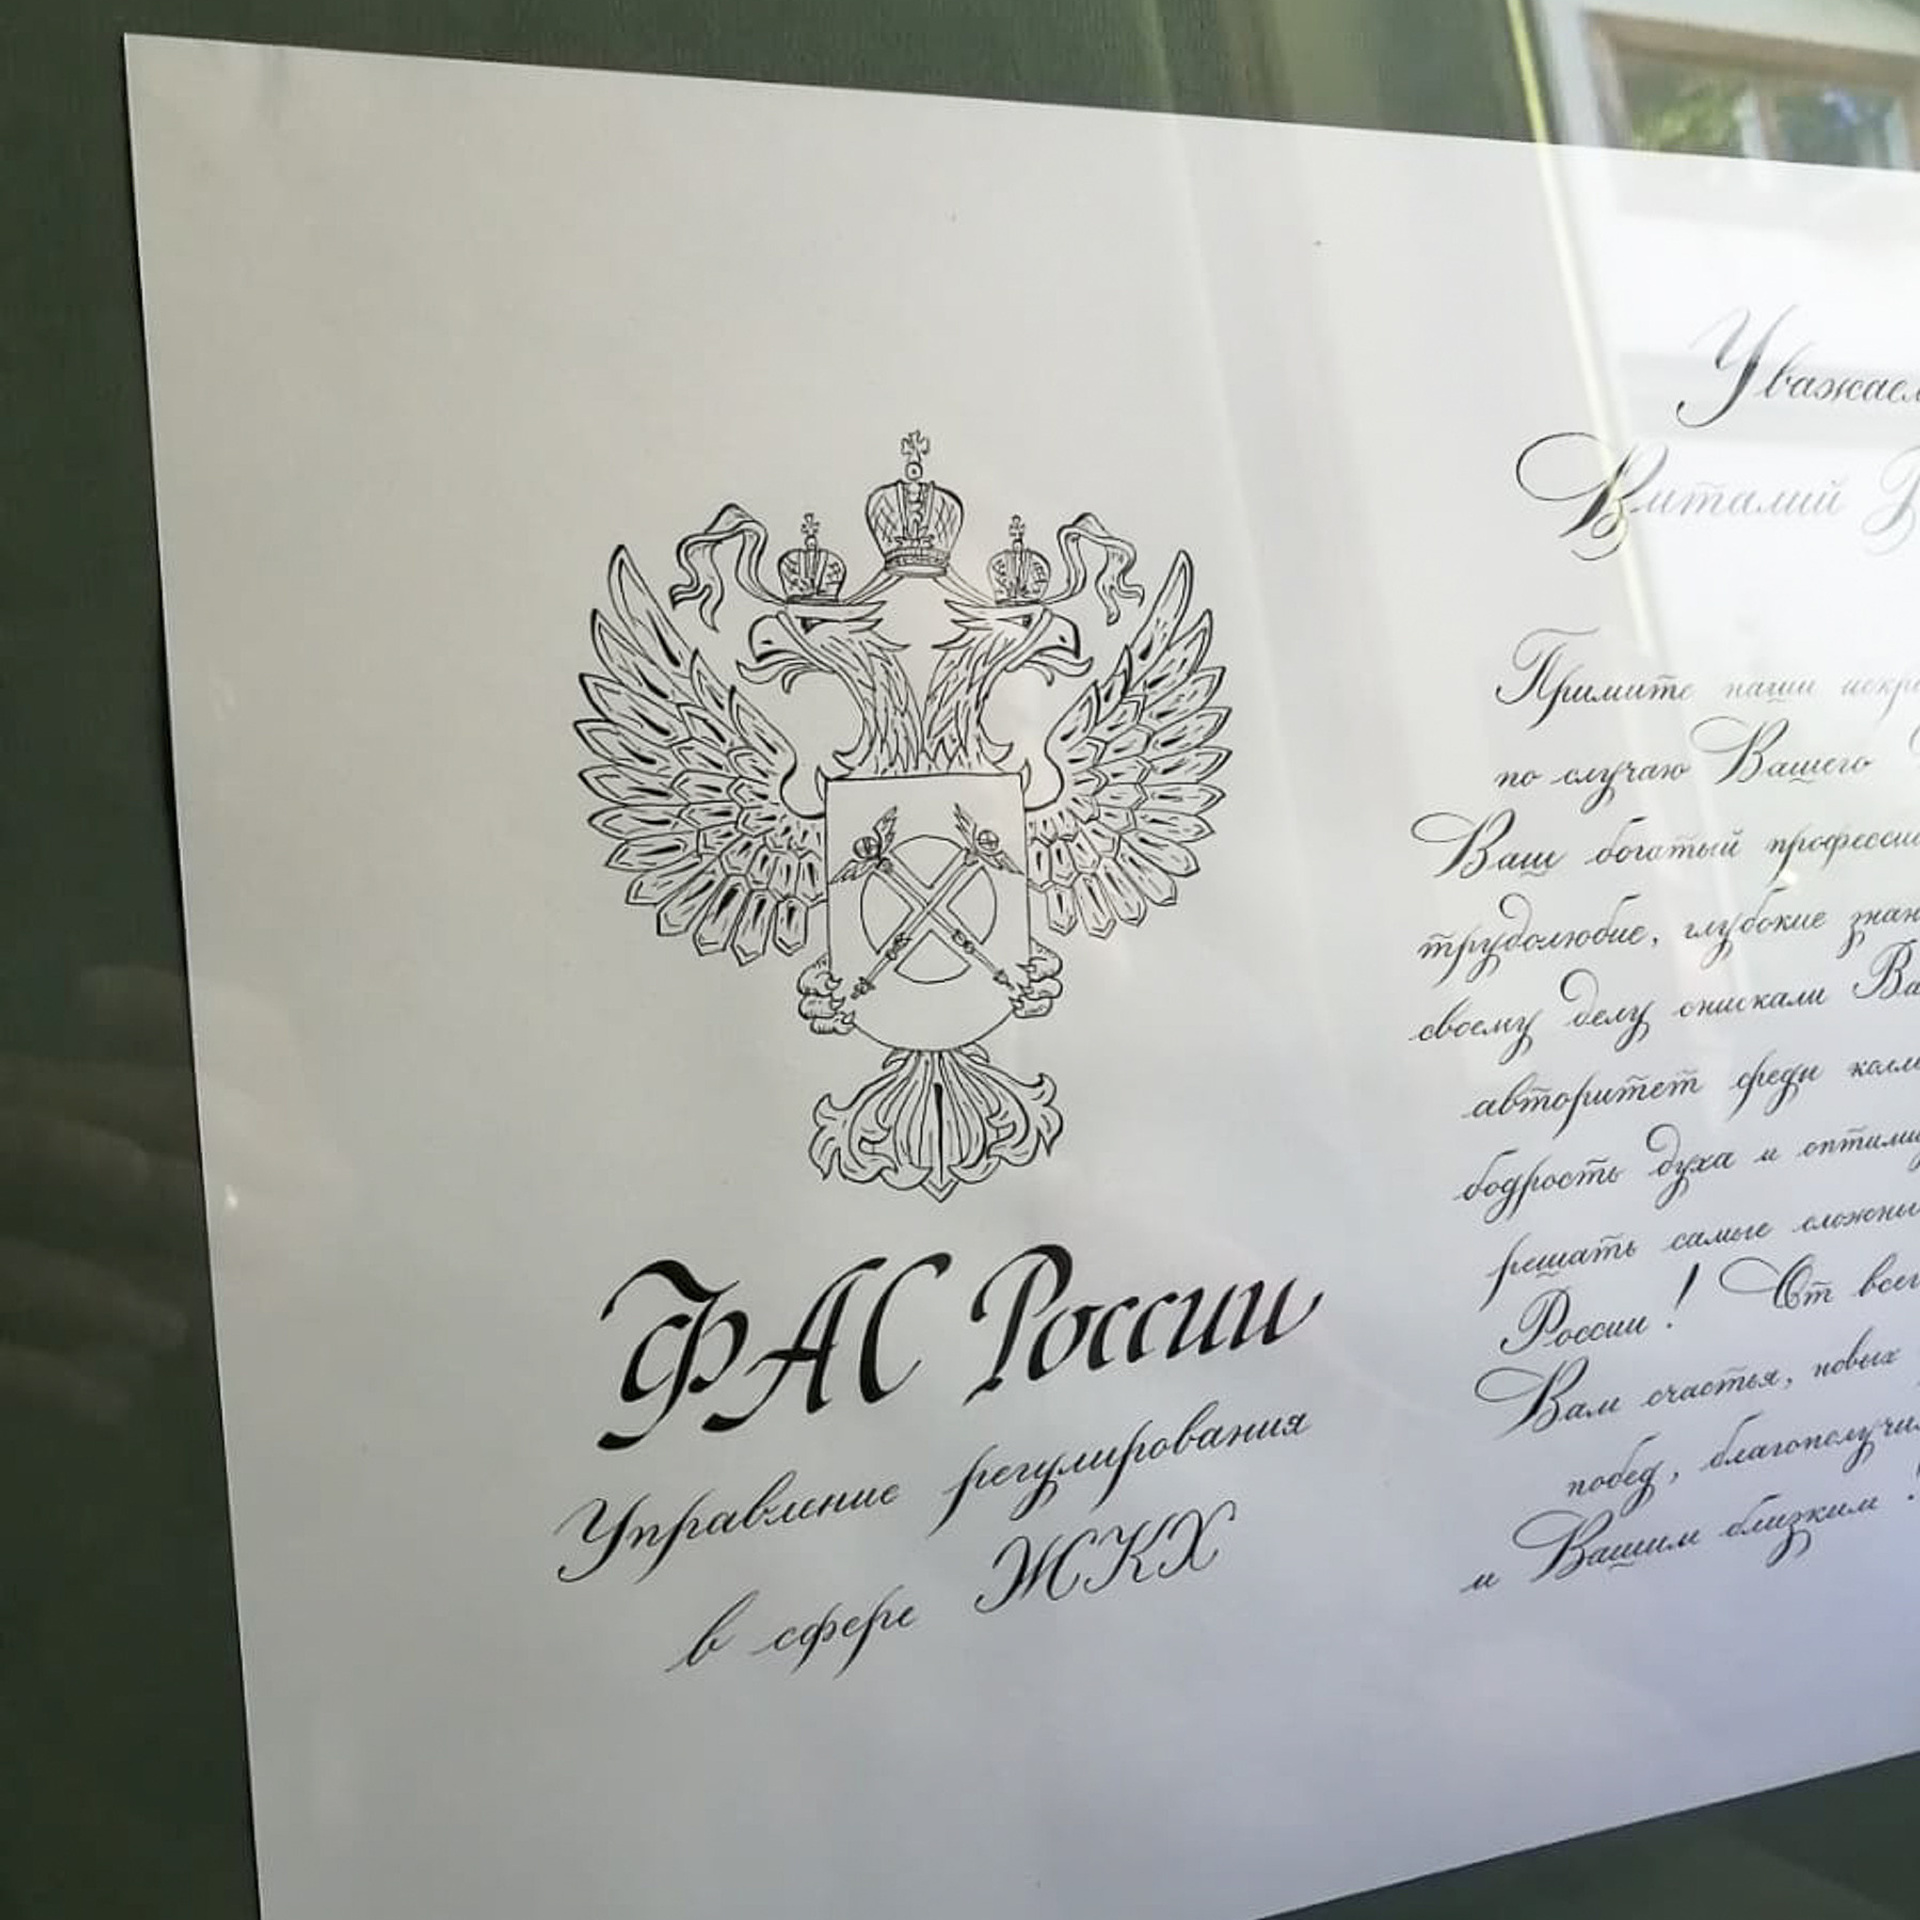 ФАС России
Управление регулирования
в сфере ЖКХ
Виталий
Примите наши
по случаю Вашего
Ваш богатый
трудолюбие, глубокие
своему делу снискали
авторитет среди
бодрость духа и
решать самые
России! От
Вам счастья, новых
побед,
и Вашим близким!